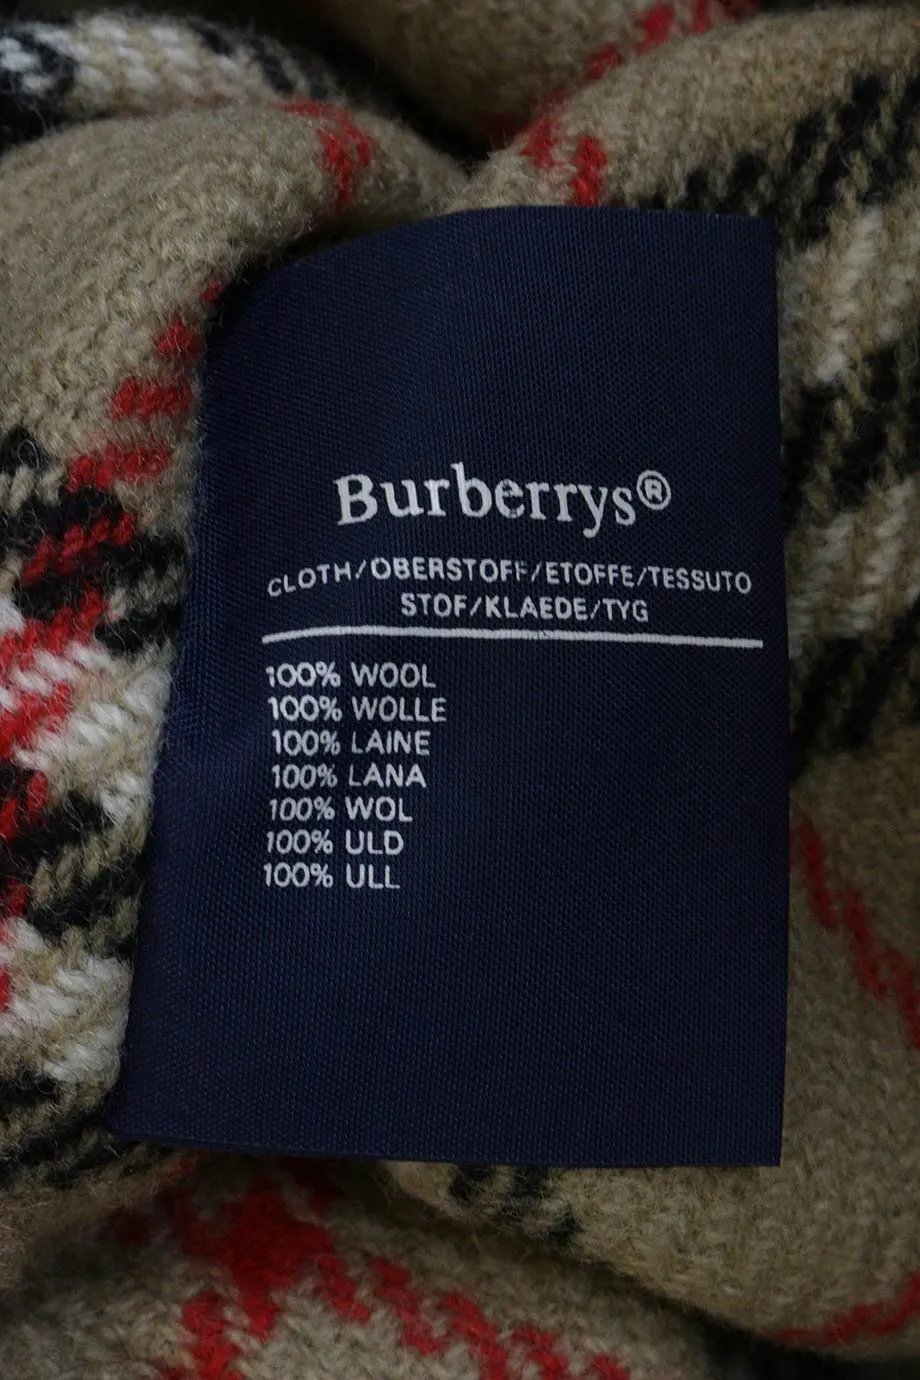 Burberrys®
CLOTH/OBERSTOFF/ETOFFE/TESSUTO
STOF/KLAEDE/TYG
100% WOOL
100% WOLLE
100% LAINE
100% LANA
100% WOL
100% ULD
100% ULL